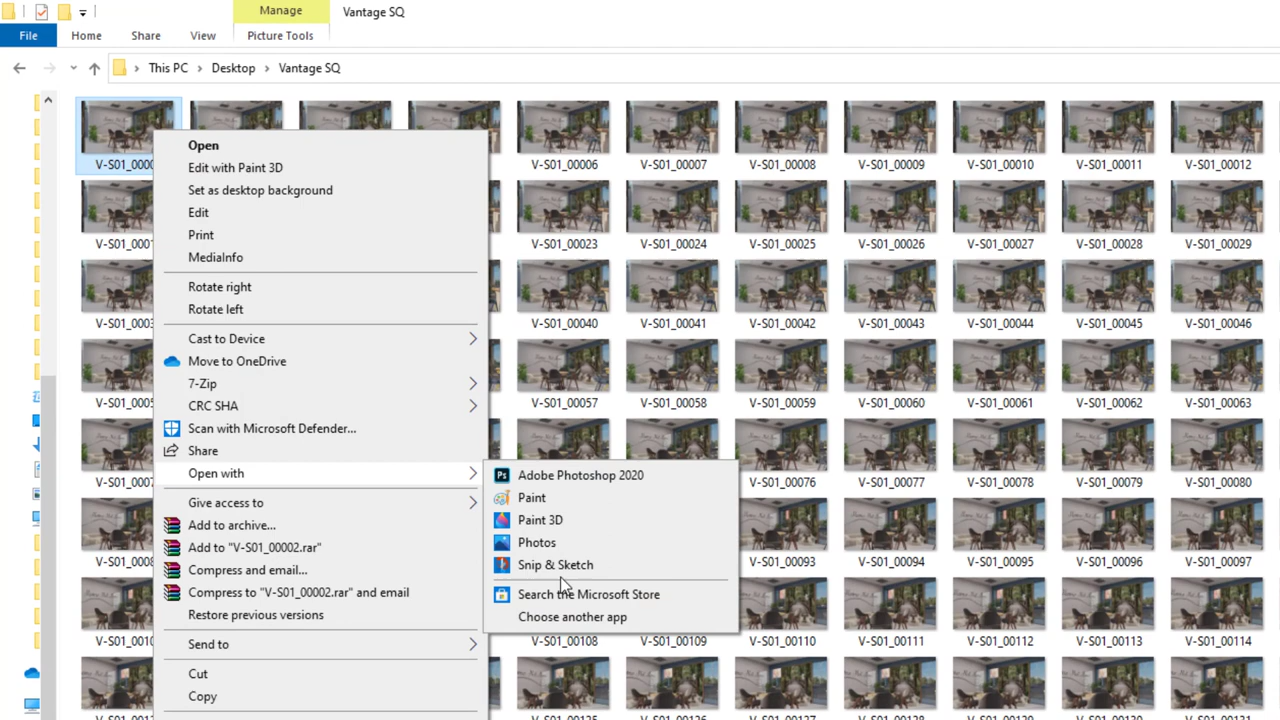 Manage
Vantage SQ
File
Home
Share
View
Picture Tools
This PC
Desktop
Vantage SQ
V-S01_00006
V-S01_00007
V-S01_00008
V-S01_00009
V-S01_00010
V-S01_00011
V-S01_00012
V-S01_00023
V-S01_00024
V-S01_00025
V-S01_00026
V-S01_00027
V-S01_00028
V-S01_00029
V-S01_00040
V-S01_00041
V-S01_00042
V-S01_00043
V-S01_00044
V-S01_00045
V-S01_00046
V-S01_00057
V-S01_00058
V-S01_00059
V-S01_00060
V-S01_00061
V-S01_00062
V-S01_00063
V-S01_00076
V-S01_00077
V-S01_00078
V-S01_00079
V-S01_00080
V-S01_00093
V-S01_00094
V-S01_00095
V-S01_00096
V-S01_00097
V-S01_00108
V-S01_00109
V-S01_00110
V-S01_00111
V-S01_00112
V-S01_00113
V-S01_00114
Open
Edit with Paint 3D
Set as desktop background
Edit
Print
MediaInfo
Rotate right
Rotate left
Cast to Device
Move to OneDrive
7-Zip
CRC SHA
Scan with Microsoft Defender...
Share
Open with
Give access to
Add to archive...
Add to "V-S01_00002.rar"
Compress and email...
Compress to "V-S01_00002.rar" and email
Restore previous versions
Send to
Cut
Copy
Adobe Photoshop 2020
Paint
Paint 3D
Photos
Snip & Sketch
Search the Microsoft Store
Choose another app